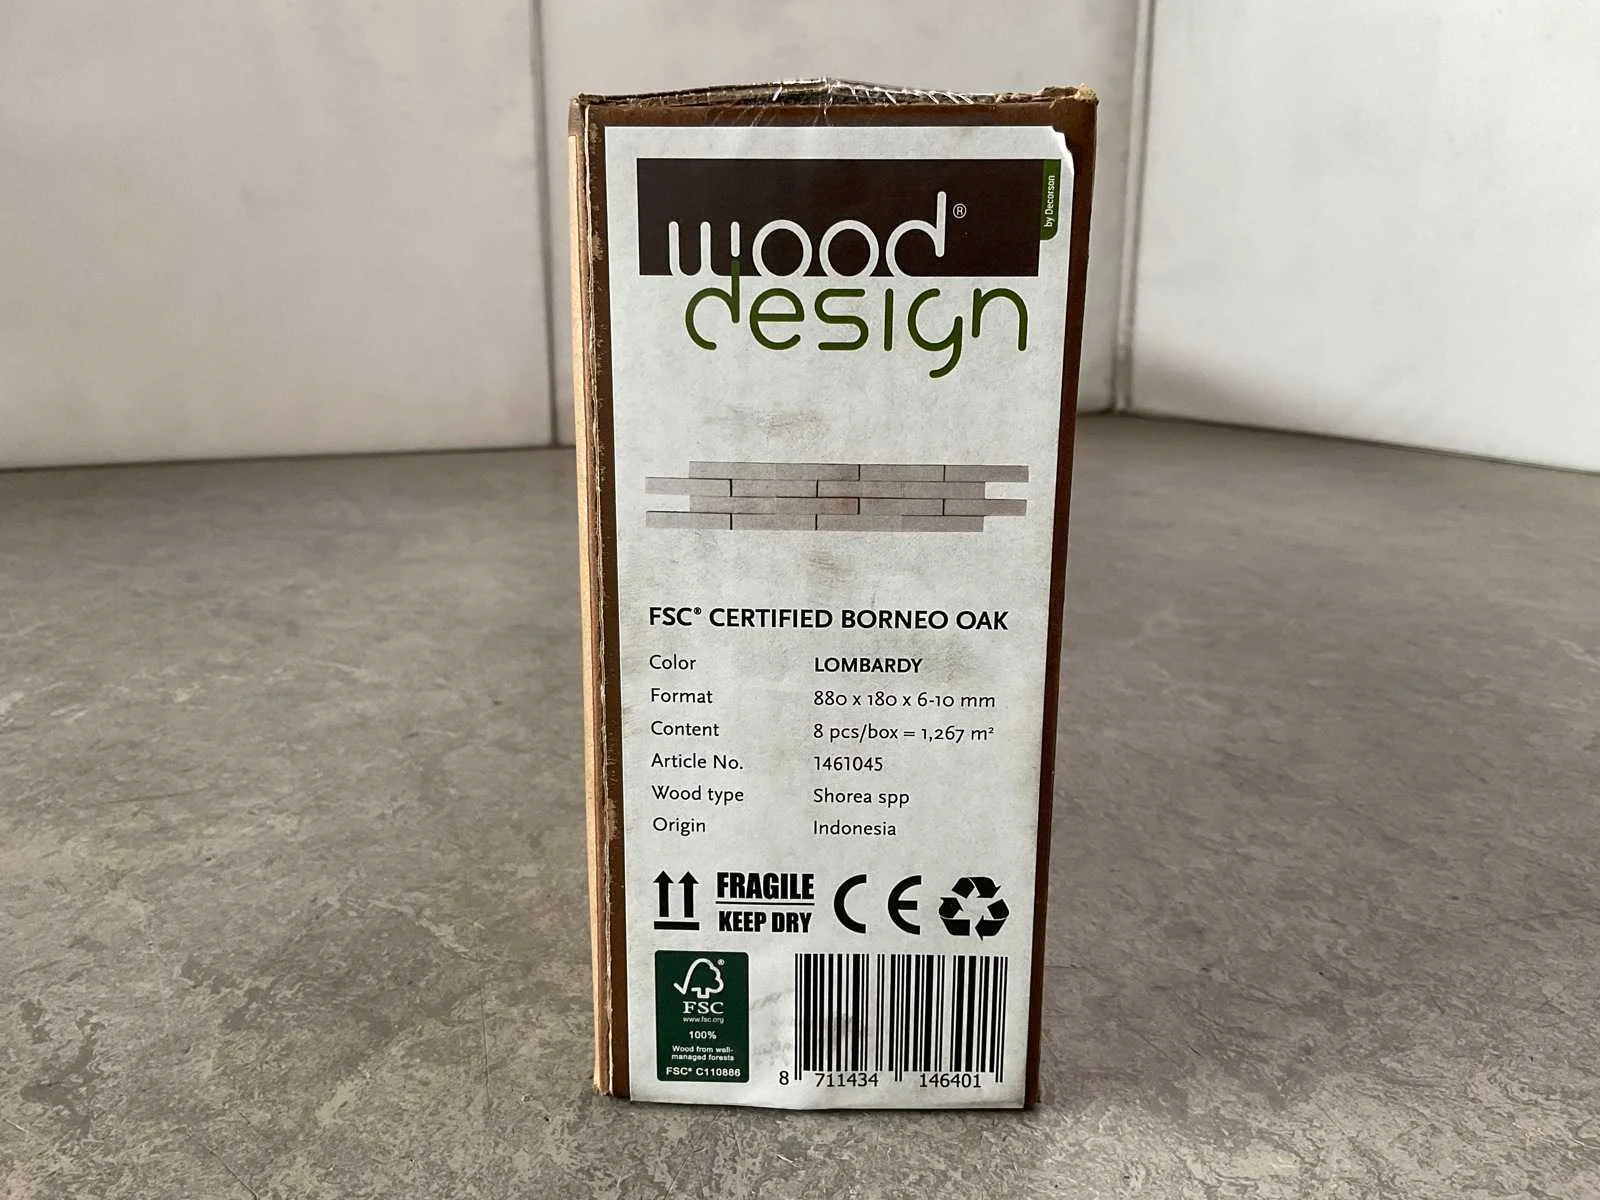 wood®
by Decorson
design
FSC® CERTIFIED BORNEO OAK
Color LOMBARDY
Format 880 x 180 x 6-10 mm
Content 8 pcs/box = 1,267 m²
Article No. 1461045
Wood type Shorea spp
Origin Indonesia
FRAGILE
KEEP DRY
CE
®
FSC
www.fsc.org
100%
Wood from well-
managed forests
FSC® C110886
8 711434 146401